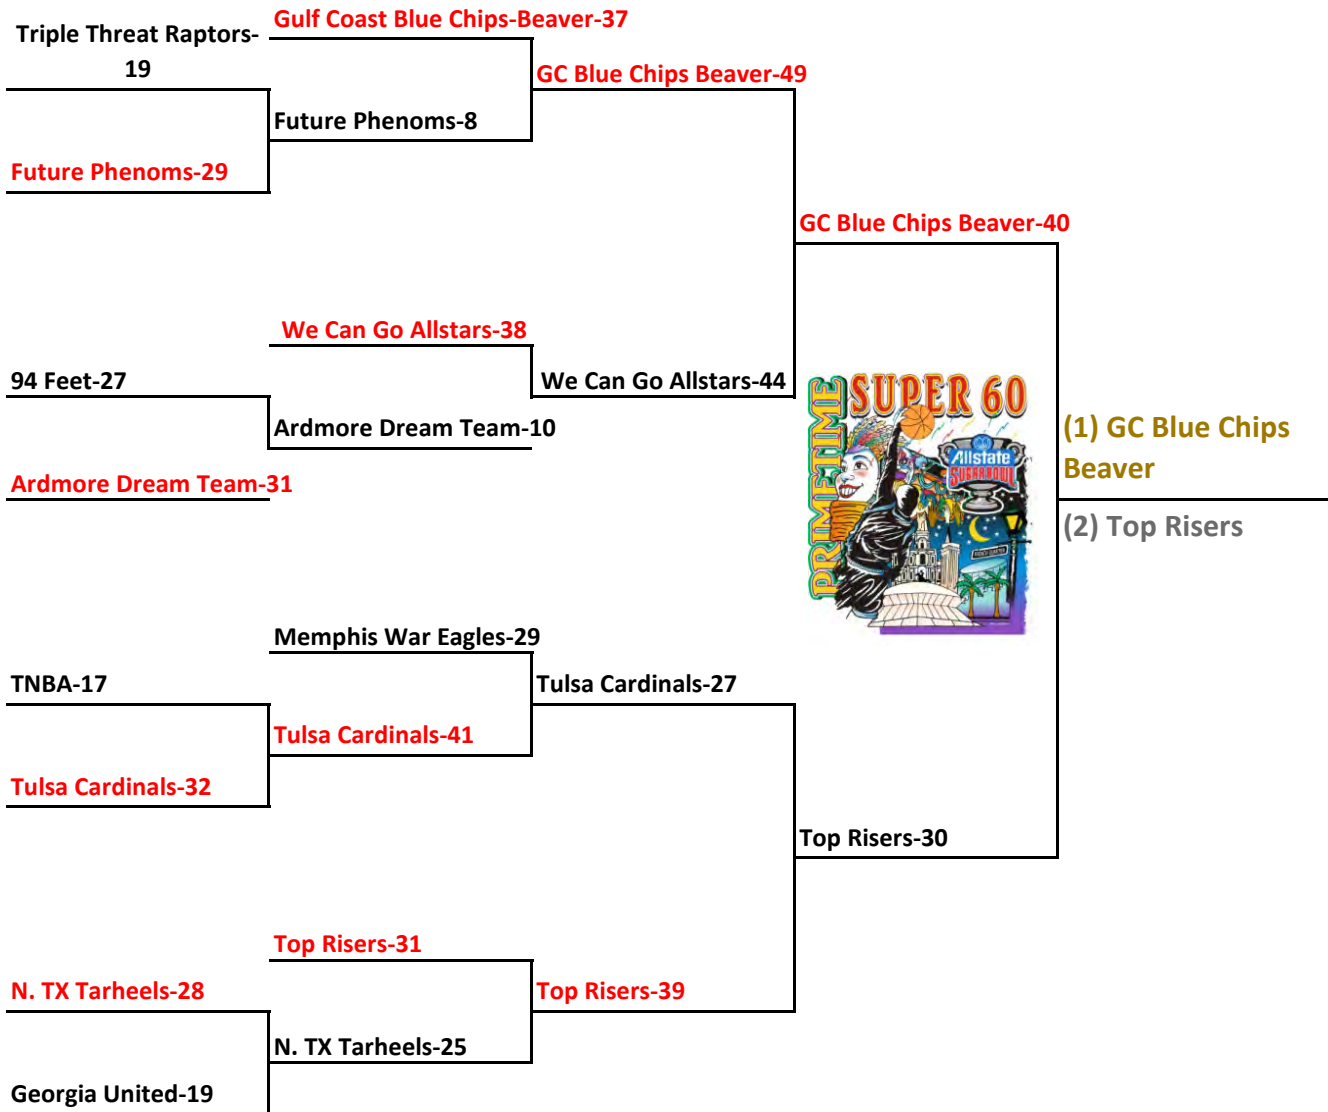 Gulf Coast Blue Chips-Beaver-37
Triple Threat Raptors-
19
GC Blue Chips Beaver-49
Future Phenoms-8
Future Phenoms-29
GC Blue Chips Beaver-40
We Can Go Allstars-38
94 Feet-27
We Can Go Allstars-44
Ardmore Dream Team-10
Ardmore Dream Team-31
PRIMETIME
SUPER 60
Allstate
SUGAR BOWL
FRENCH QUARTER
(1) GC Blue Chips
Beaver
(2) Top Risers
Memphis War Eagles-29
TNBA-17
Tulsa Cardinals-27
Tulsa Cardinals-41
Tulsa Cardinals-32
Top Risers-30
Top Risers-31
N. TX Tarheels-28
Top Risers-39
N. TX Tarheels-25
Georgia United-19